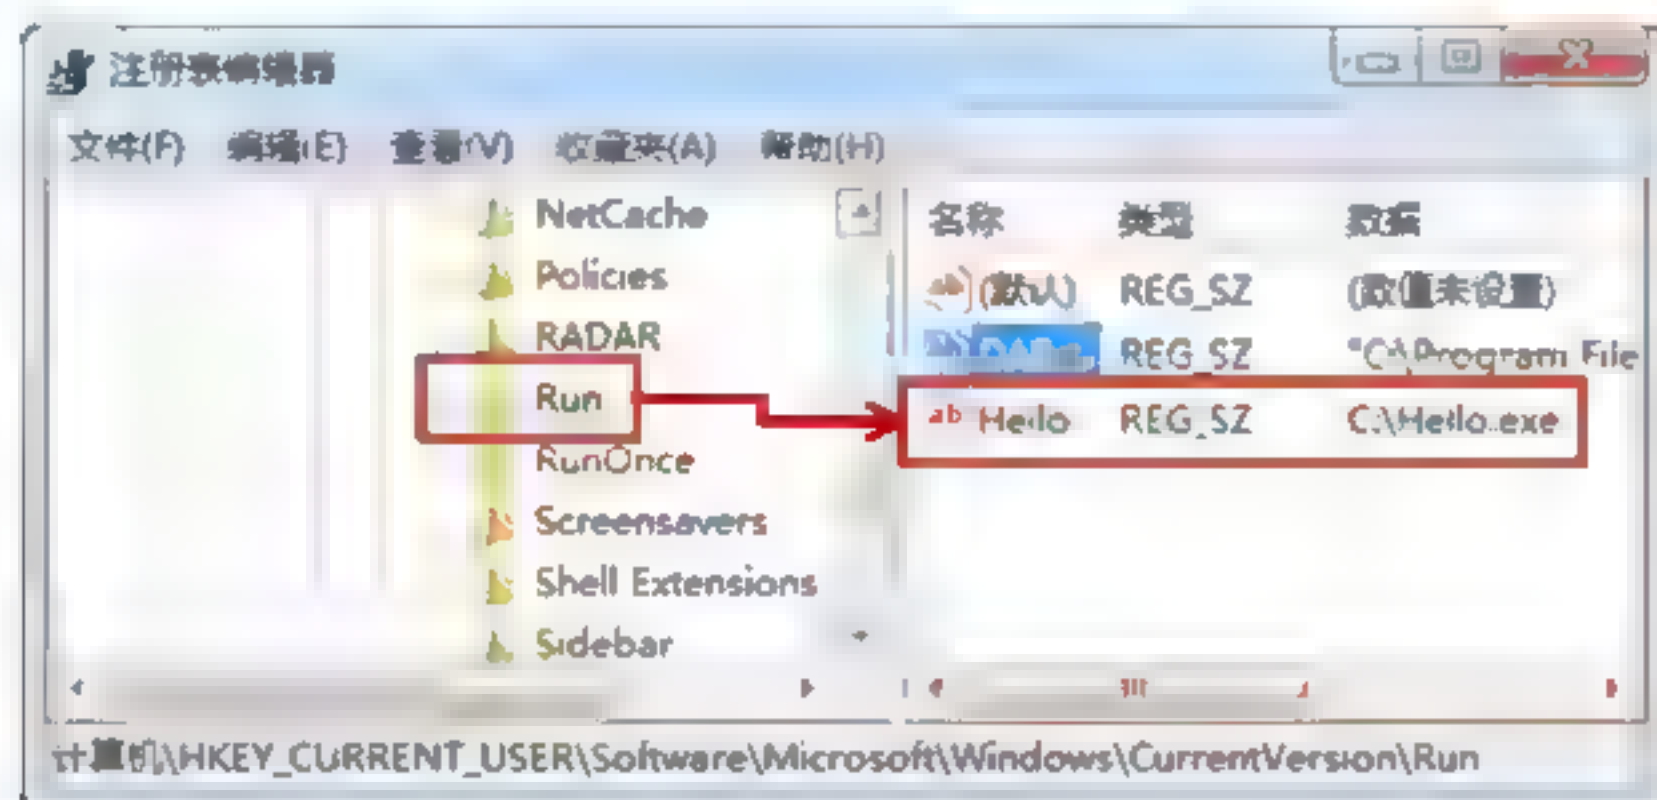 注册表编辑器
文件(F) 编辑(E) 查看(V) 收藏夹(A) 帮助(H)
NetCache
Policies
RADAR
Run
RunOnce
Screensavers
Shell Extensions
Sidebar
名称 类型 数据
(默认) REG_SZ (数值未设置)
REG_SZ "C:\Program File
Hello REG_SZ C:\Hello.exe
计算机\HKEY_CURRENT_USER\Software\Microsoft\Windows\CurrentVersion\Run